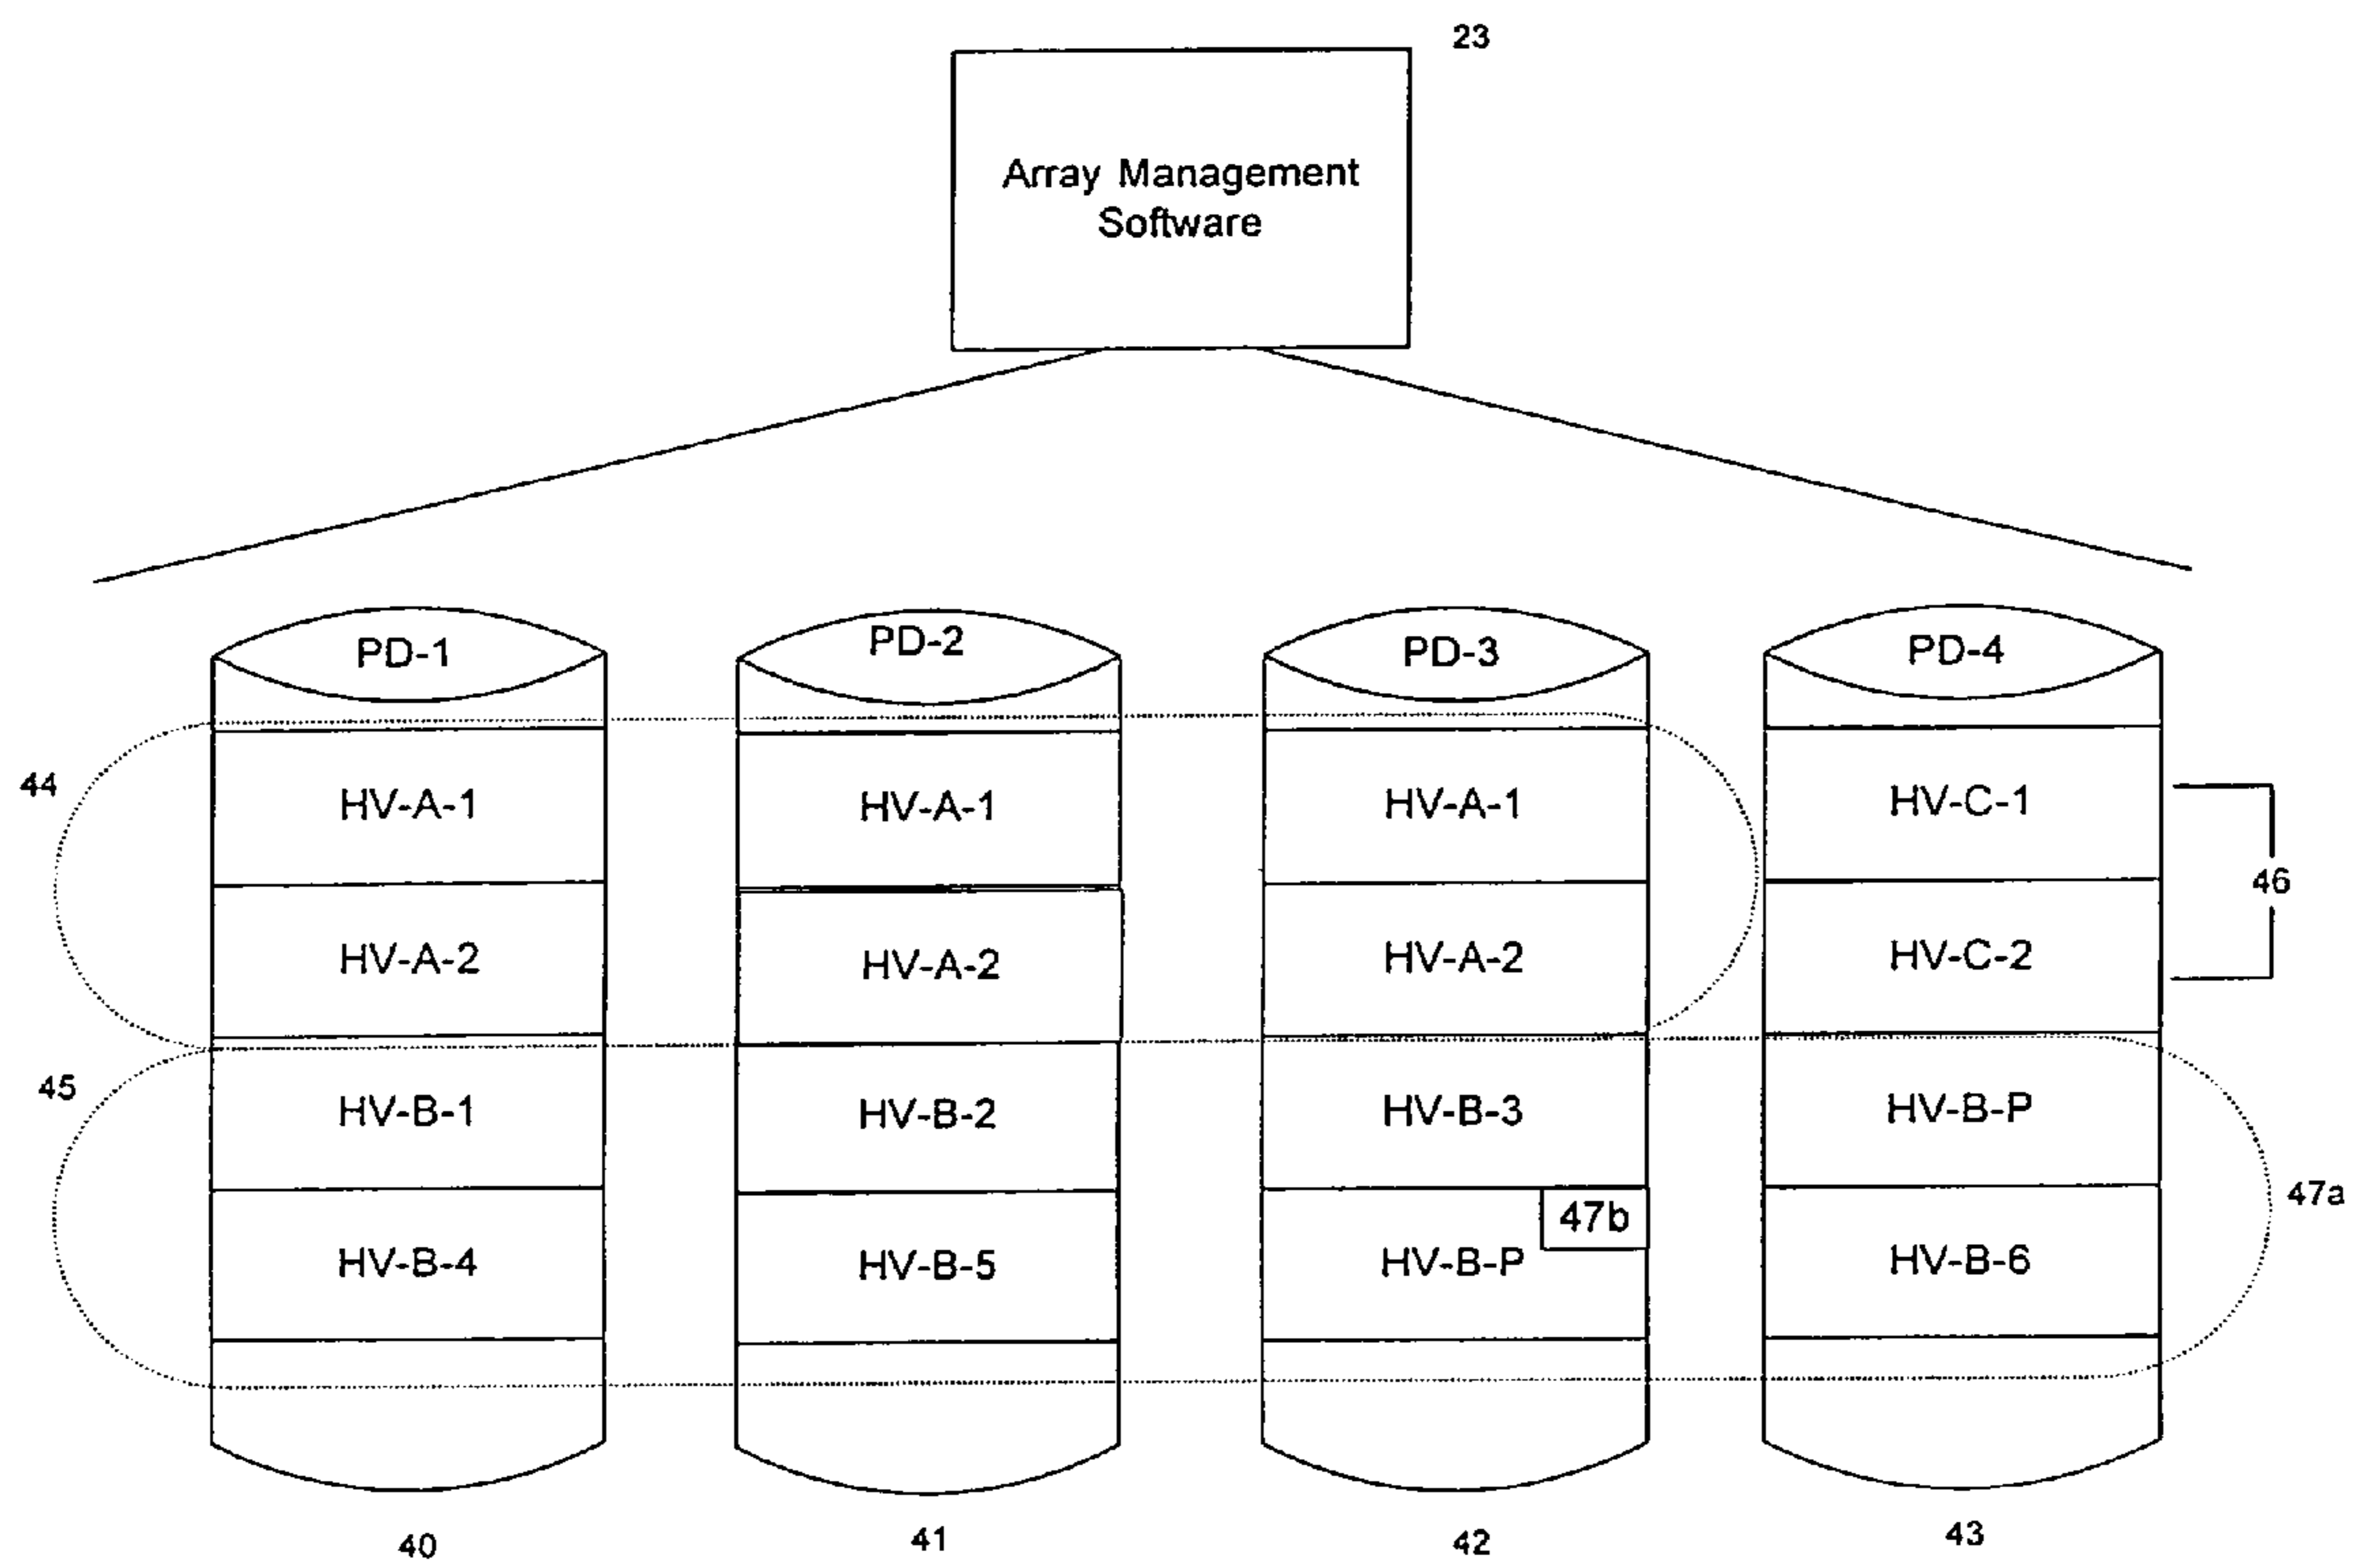 23
Array Management
Software
PD-1
PD-2
PD-3
PD-4
44
HV-A-1
HV-A-1
HV-A-1
HV-C-1
46
HV-A-2
HV-A-2
HV-A-2
HV-C-2
45
HV-B-1
HV-B-2
HV-B-3
HV-B-P
47a
47b
HV-B-4
HV-B-5
HV-B-P
HV-B-6
40
41
42
43